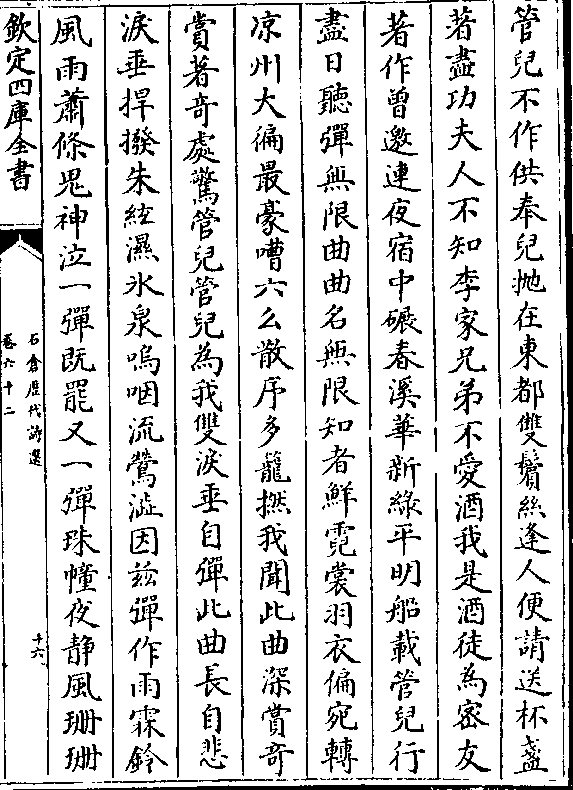 管兒不作供奉兒抛在東都雙鬢絲逢人便請送杯盞
著盡功夫人不知李家兄弟不愛酒我是酒徒為密友
著作曾邀連夜宿中碾春溪華新綠平明船載管兒行
盡日聽彈無限曲曲名無限知者鮮霓裳羽衣偏宛轉
凉州大徧最豪嘈六么散序多籠撚我聞此曲深賞奇
賞著奇處驚管兒管兒為我雙淚垂自彈此曲長自悲
淚垂捍撥朱絃濕氷泉嗚咽流鶯澁因兹彈作雨霖鈴
風雨蕭條鬼神泣一彈既罷又一彈珠幢夜静風珊珊
欽定四庫全書
石倉歷代詩選
卷六十二
十六